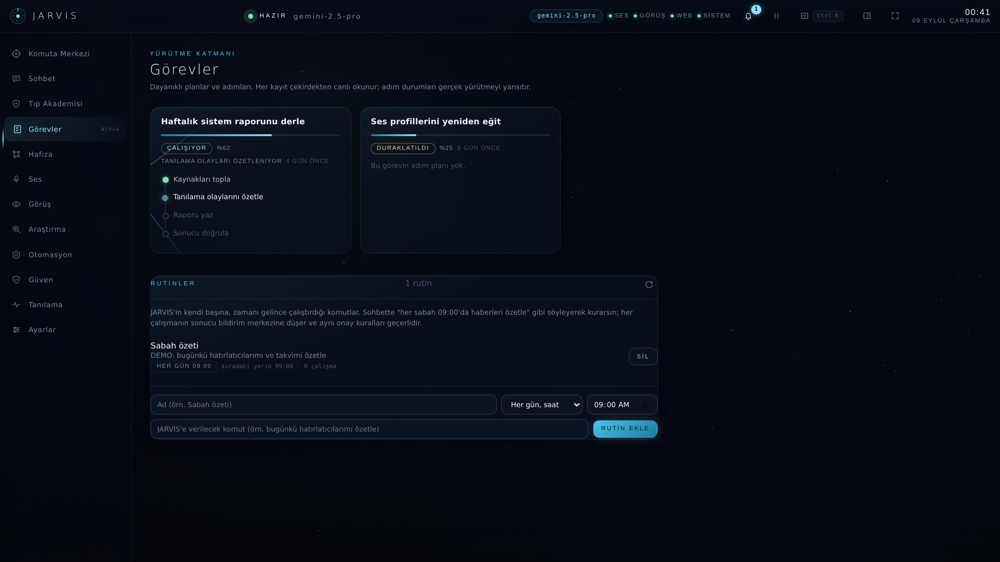 JARVIS
HAZIR gemini-2.5-pro
gemini-2.5-pro SES GÖRÜŞ WEB SİSTEM
1
Ctrl K
00:41
09 EYLÜL ÇARŞAMBA
Komuta Merkezi
Sohbet
Tıp Akademisi
Görevler Alt+4
Hafıza
Ses
Görüş
Araştırma
Otomasyon
Güven
Tanılama
Ayarlar
YÜRÜTME KATMANI
Görevler
Dayanıklı planlar ve adımları. Her kayıt çekirdekten canlı okunur; adım durumları gerçek yürütmeyi yansıtır.
Haftalık sistem raporunu derle
ÇALIŞIYOR %62
TANILAMA OLAYLARI ÖZETLENİYOR 4 GÜN ÖNCE
Kaynakları topla
Tanılama olaylarını özetle
Raporu yaz
Sonucu doğrula
Ses profillerini yeniden eğit
DURAKLATILDI %25 5 GÜN ÖNCE
Bu görevin adım planı yok.
RUTİNLER 1 rutin
JARVIS'in kendi başına, zamanı gelince çalıştırdığı komutlar. Sohbette "her sabah 09:00'da haberleri özetle" gibi söyleyerek kurarsın; her
çalışmanın sonucu bildirim merkezine düşer ve aynı onay kuralları geçerlidir.
Sabah özeti
DEMO: bugünkü hatırlatıcılarımı ve takvimi özetle
HER GÜN 09:00 sıradaki yarın 09:00 · 0 çalışma
SİL
Ad (örn. Sabah özeti) Her gün, saat 09:00 AM
JARVIS'e verilecek komut (örn. bugünkü hatırlatıcılarımı özetle) RUTİN EKLE